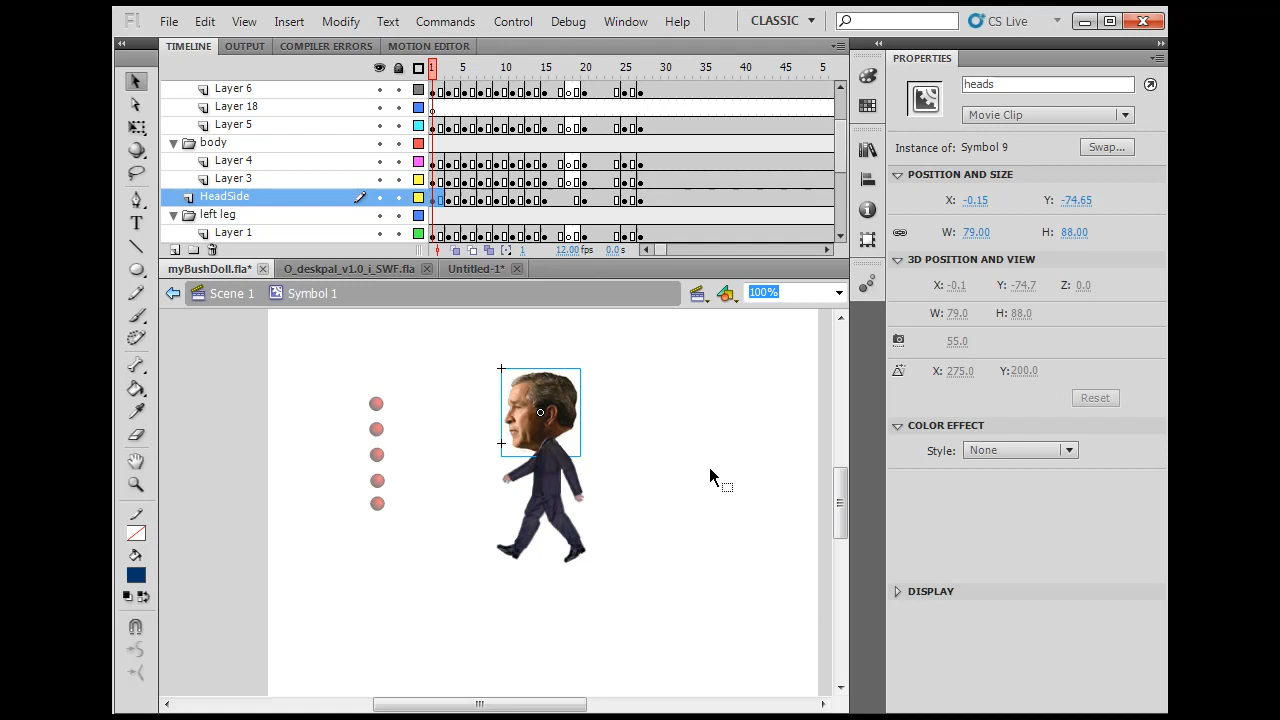 Fl File Edit View Insert Modify Text Commands Control Debug Window Help CLASSIC CS Live
TIMELINE OUTPUT COMPILER ERRORS MOTION EDITOR
1 5 10 15 20 25 30 35 40 45 5
Layer 6
Layer 18
Layer 5
body
Layer 4
Layer 3
HeadSide
left leg
Layer 1
1 12.00 fps 0.0 s
myBushDoll.fla* O_deskpal_v1.0_i_SWF.fla Untitled-1*
Scene 1 Symbol 1 100%
PROPERTIES
heads
Movie Clip
Instance of: Symbol 9 Swap...
POSITION AND SIZE
X: -0.15 Y: -74.65
W: 79.00 H: 88.00
3D POSITION AND VIEW
X: -0.1 Y: -74.7 Z: 0.0
W: 79.0 H: 88.0
55.0
X: 275.0 Y: 200.0
Reset
COLOR EFFECT
Style: None
DISPLAY